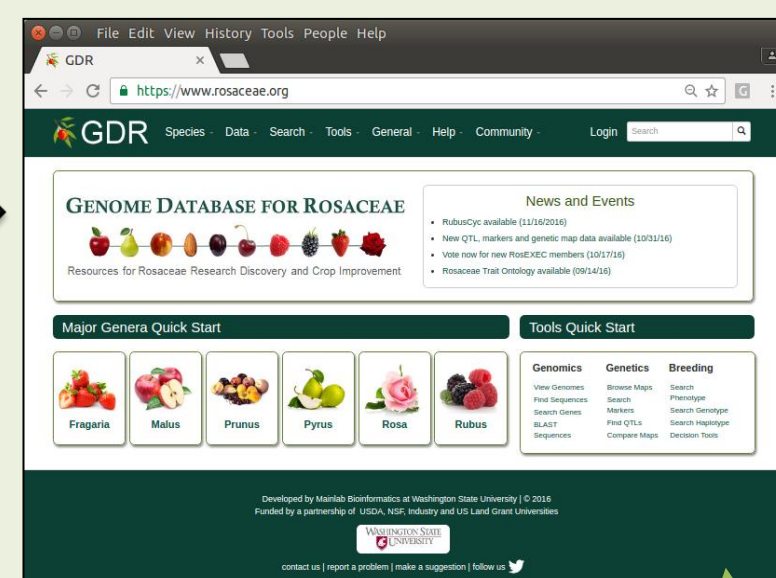 File Edit View History Tools People Help
GDR
https://www.rosaceae.org
G
GDR Species Data Search Tools General Help Community Login Search
GENOME DATABASE FOR ROSACEAE
Resources for Rosaceae Research Discovery and Crop Improvement
News and Events
• RubusCyc available (11/16/2016)
• New QTL, markers and genetic map data available (10/31/16)
• Vote now for new RosEXEC members (10/17/16)
• Rosaceae Trait Ontology available (09/14/16)
Major Genera Quick Start
Fragaria Malus Prunus Pyrus Rosa Rubus
Tools Quick Start
Genomics
View Genomes
Find Sequences
Search Genes
BLAST
Sequences
Genetics
Browse Maps
Search
Markers
Find QTLs
Compare Maps
Breeding
Search
Phenotype
Search Genotype
Search Haplotype
Decision Tools
Developed by Mainlab Bioinformatics at Washington State University | © 2016
Funded by a partnership of USDA, NSF, Industry and US Land Grant Universities
WASHINGTON STATE
UNIVERSITY
contact us | report a problem | make a suggestion | follow us